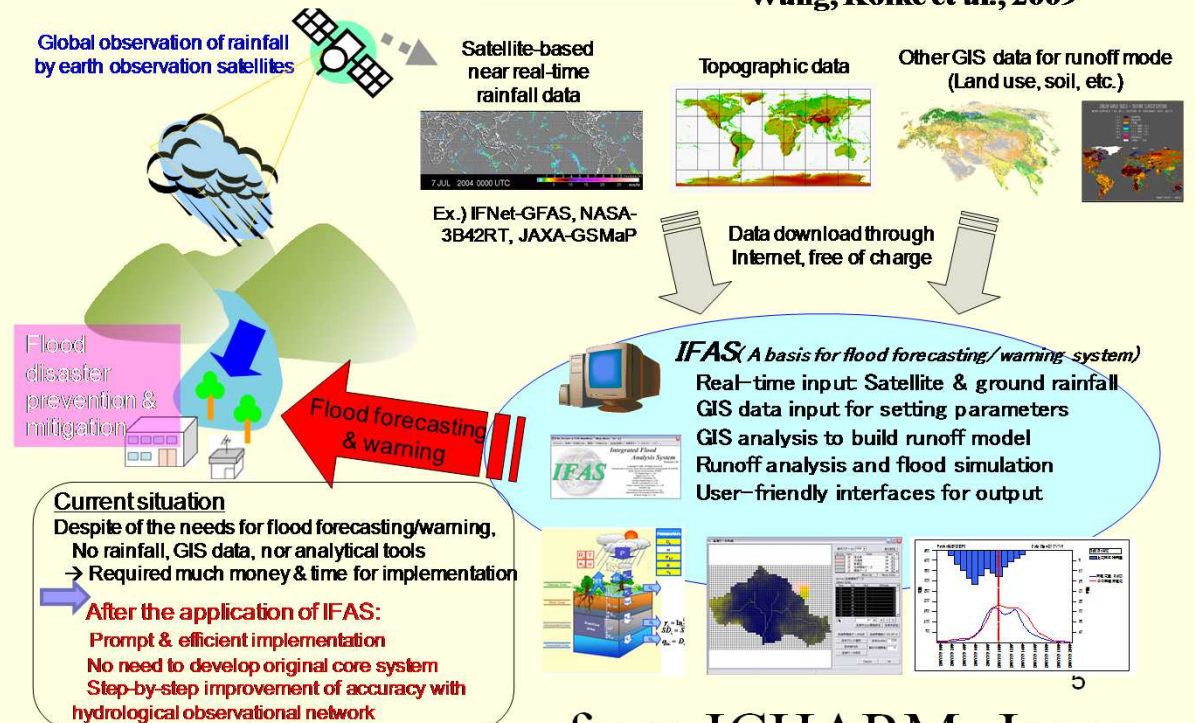 Wang, Koike et al., 2009
Global observation of rainfall
by earth observation satellites
Satellite-based
near real-time
rainfall data
Topographic data
Other GIS data for runoff mode
(Land use, soil, etc.)
7 JUL 2004 0000 UTC
Ex.) IFNet-GFAS, NASA-
3B42RT, JAXA-GSMaP
Data download through
Internet, free of charge
Flood
disaster
prevention &
mitigation
Flood forecasting
& warning
IFAS(A basis for flood forecasting/warning system)
Real-time input: Satellite & ground rainfall
GIS data input for setting parameters
GIS analysis to build runoff model
Runoff analysis and flood simulation
User-friendly interfaces for output
Integrated Flood
Analysis System
IFAS
Current situation
Despite of the needs for flood forecasting/warning,
No rainfall, GIS data, nor analytical tools
→ Required much money & time for implementation
After the application of IFAS:
Prompt & efficient implementation
No need to develop original core system
Step-by-step improvement of accuracy with
hydrological observational network
5